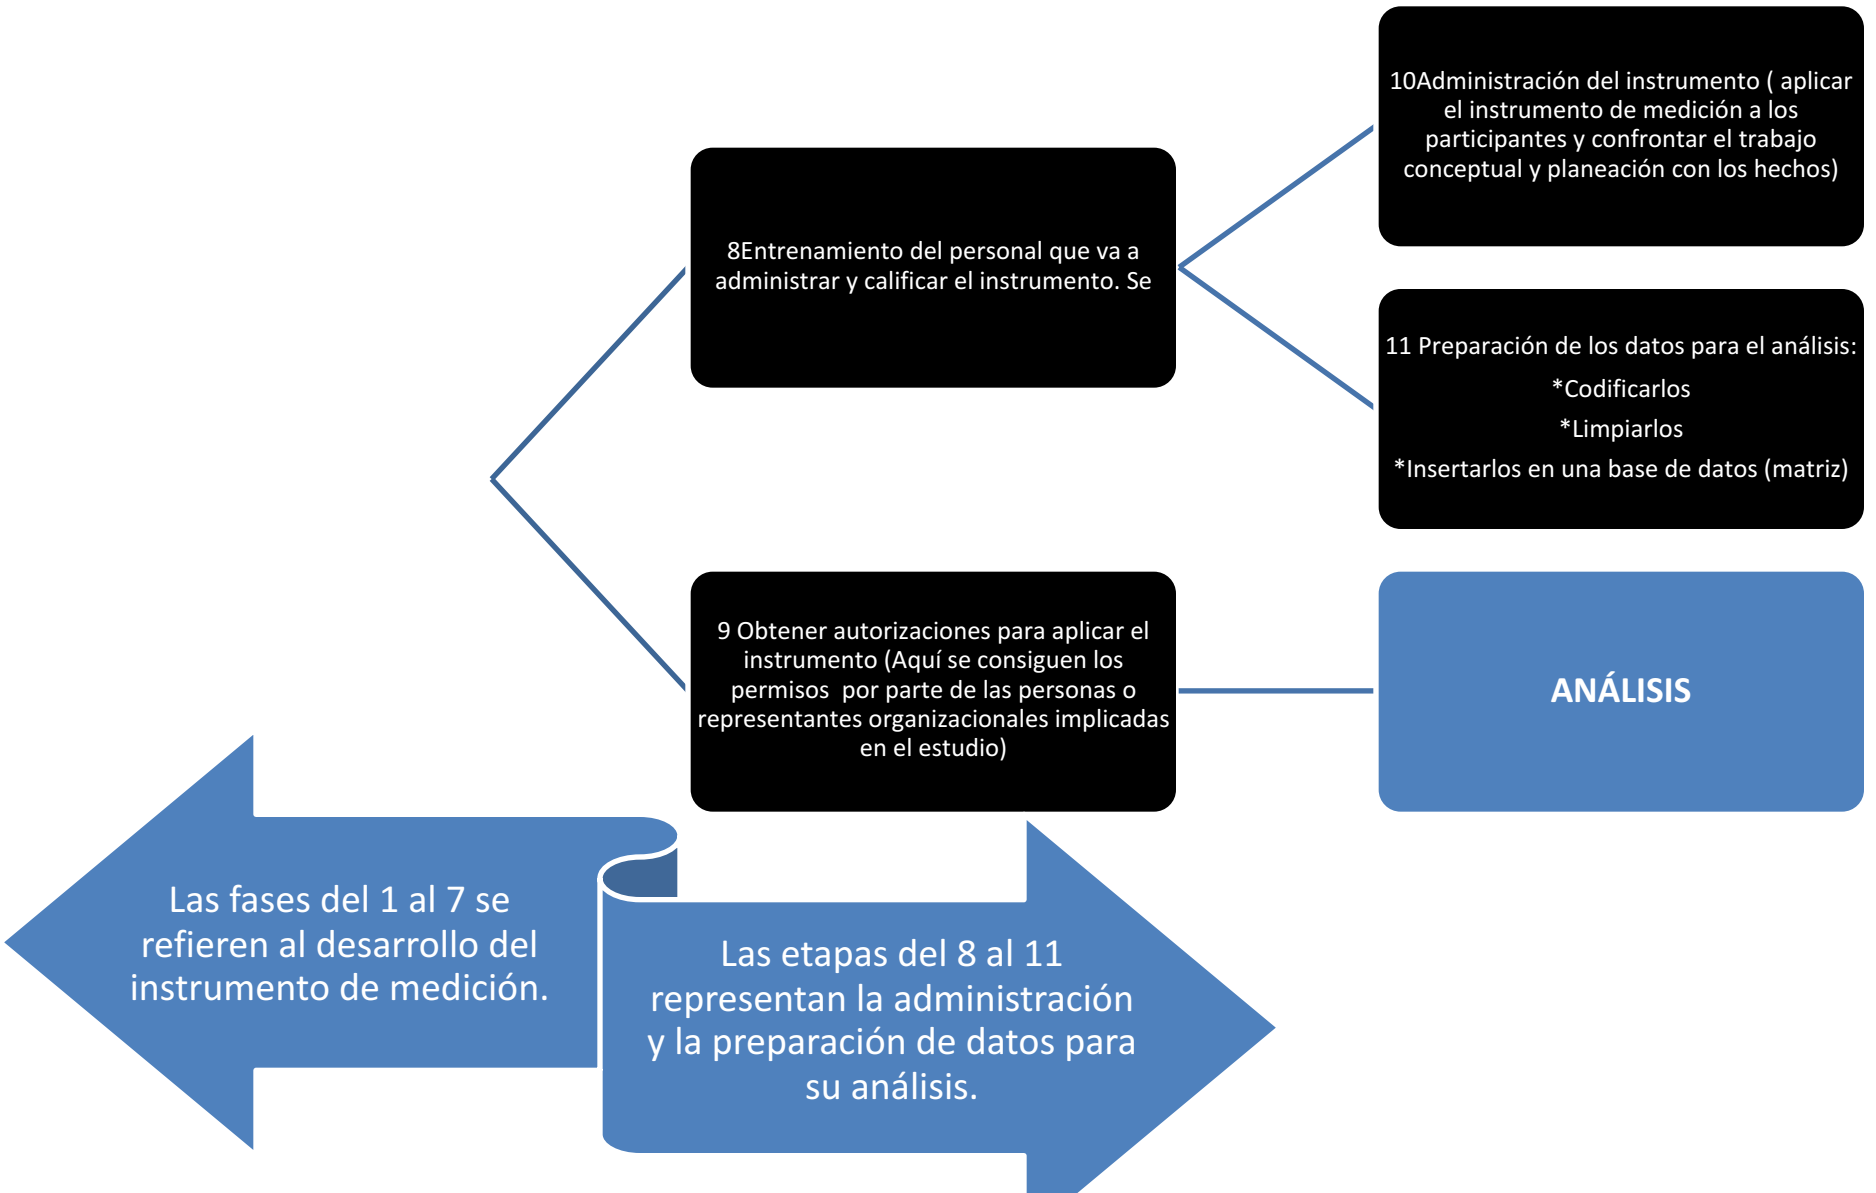 8Entrenamiento del personal que va a
administrar y calificar el instrumento. Se
10Administración del instrumento ( aplicar
el instrumento de medición a los
participantes y confrontar el trabajo
conceptual y planeación con los hechos)
11 Preparación de los datos para el análisis:
*Codificarlos
*Limpiarlos
*Insertarlos en una base de datos (matriz)
9 Obtener autorizaciones para aplicar el
instrumento (Aquí se consiguen los
permisos  por parte de las personas o
representantes organizacionales implicadas
en el estudio)
ANÁLISIS
Las fases del 1 al 7 se
refieren al desarrollo del
instrumento de medición.
Las etapas del 8 al 11
representan la administración
y la preparación de datos para
su análisis.